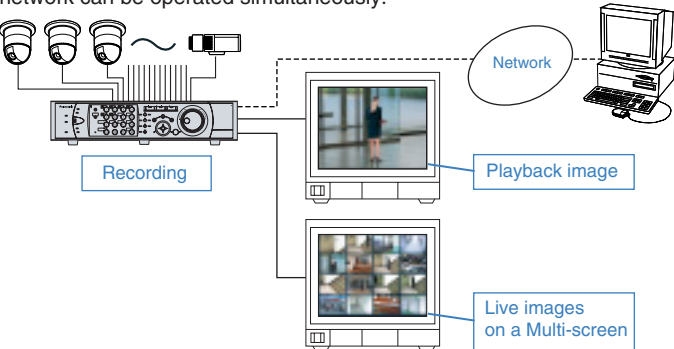 network can be operated simultaneously.
Network
Recording
Playback image
Live images
on a Multi-screen